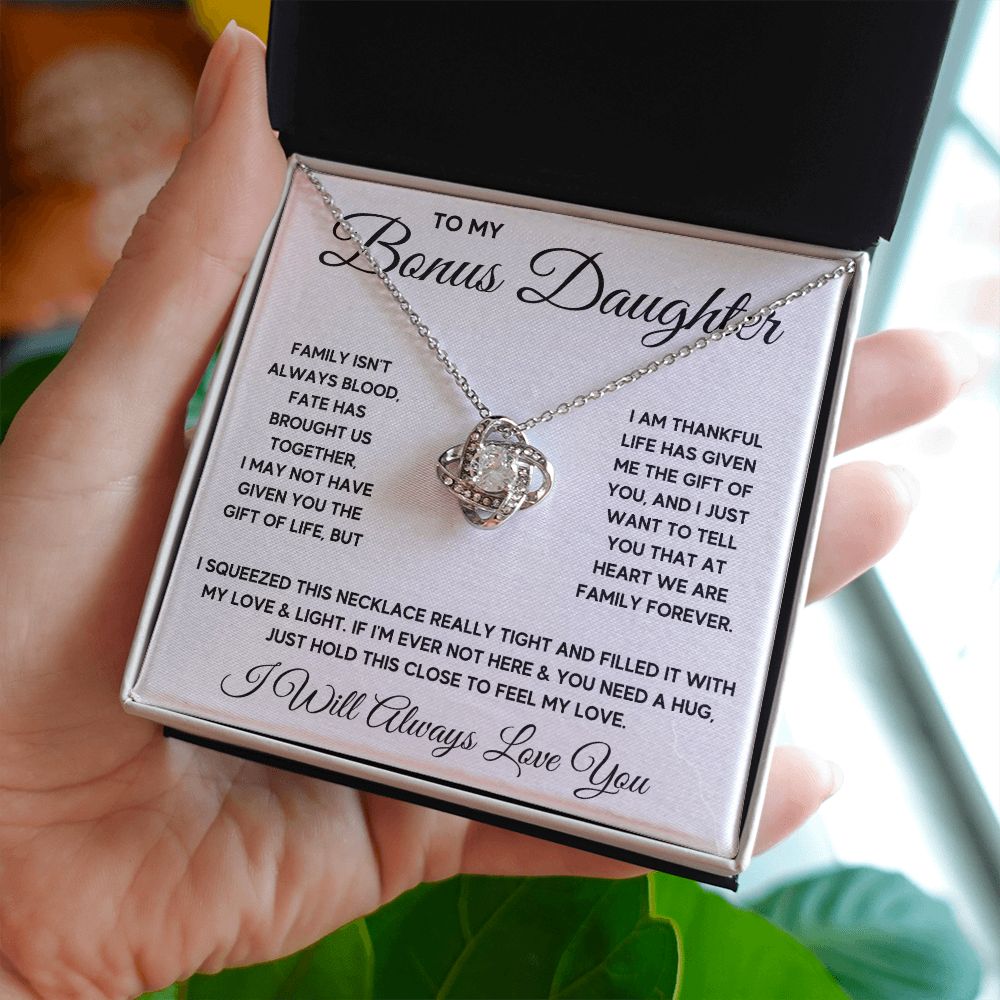 TO MY
Bonus Daughter
FAMILY ISN'T
ALWAYS BLOOD,
FATE HAS
BROUGHT US
TOGETHER,
I MAY NOT HAVE
GIVEN YOU THE
GIFT OF LIFE, BUT
I AM THANKFUL
LIFE HAS GIVEN
ME THE GIFT OF
YOU, AND I JUST
WANT TO TELL
YOU THAT AT
HEART WE ARE
FAMILY FOREVER.
I SQUEEZED THIS NECKLACE REALLY TIGHT AND FILLED IT WITH
MY LOVE & LIGHT. IF I'M EVER NOT HERE & YOU NEED A HUG,
JUST HOLD THIS CLOSE TO FEEL MY LOVE.
I Will Always Love You